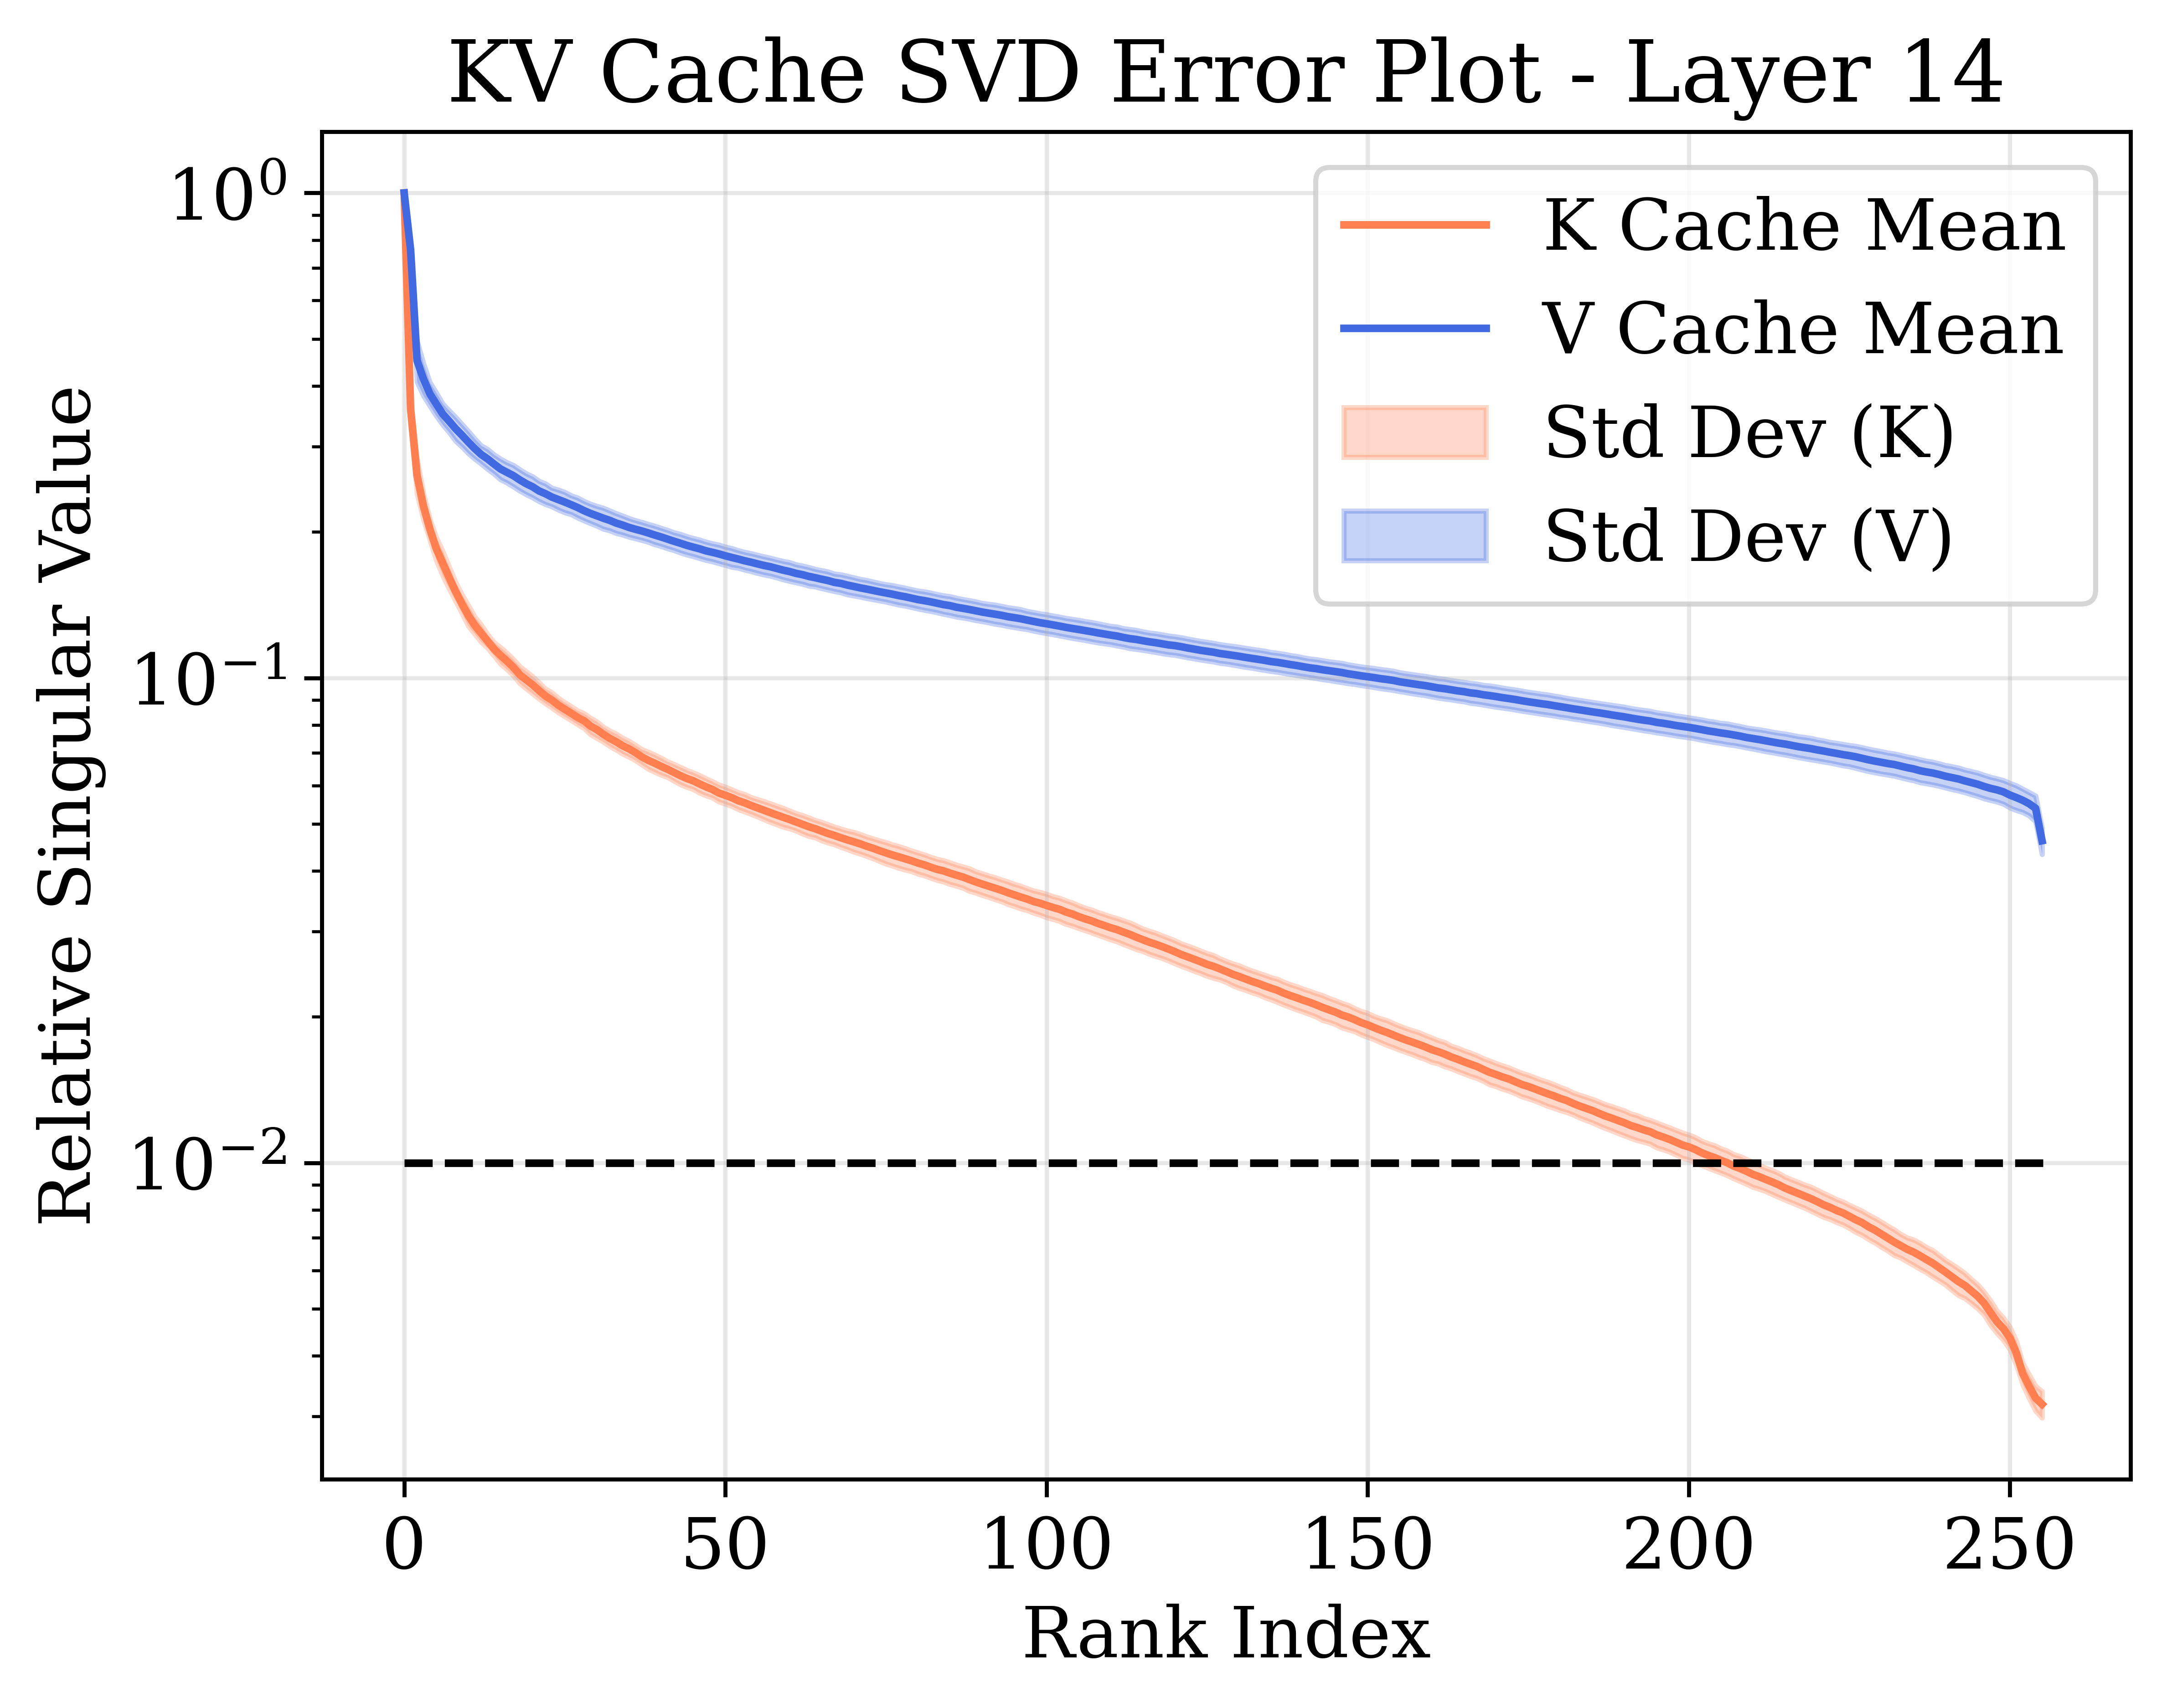 KV Cache SVD Error Plot - Layer 14
Relative Singular Value
10⁰
10⁻¹
10⁻²
K Cache Mean
V Cache Mean
Std Dev (K)
Std Dev (V)
0 50 100 150 200 250
Rank Index